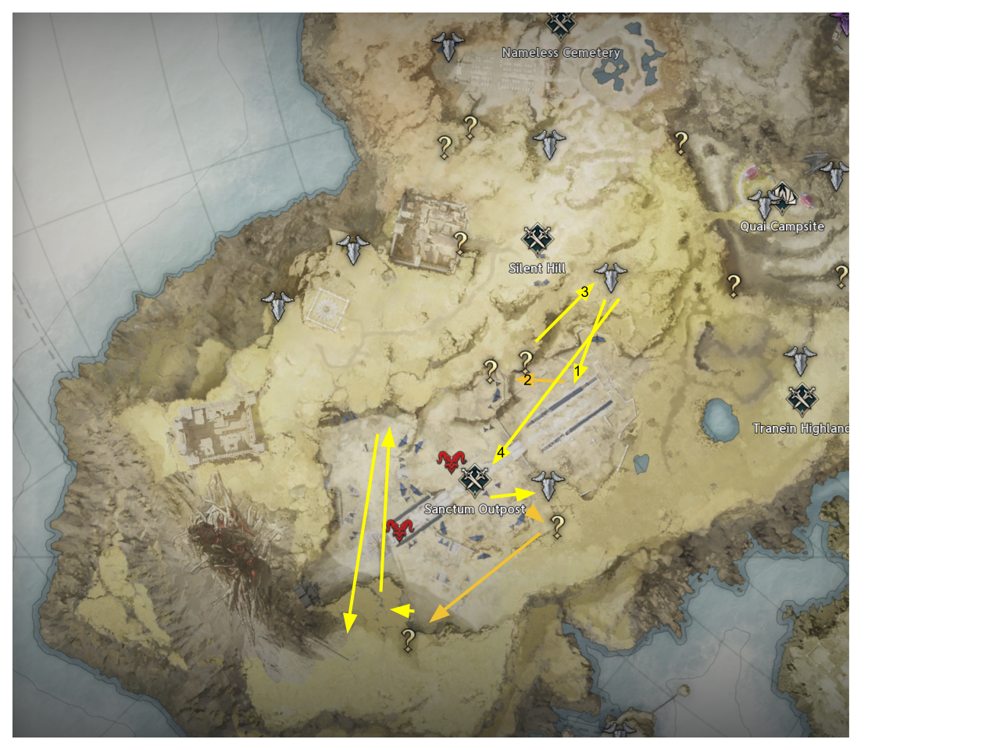 Nameless Cemetery
?
?
?
Quai Campsite
?
Silent Hill
?
?
3
?
?
1
2
Tranein Highland
4
Sanctum Outpost
?
?